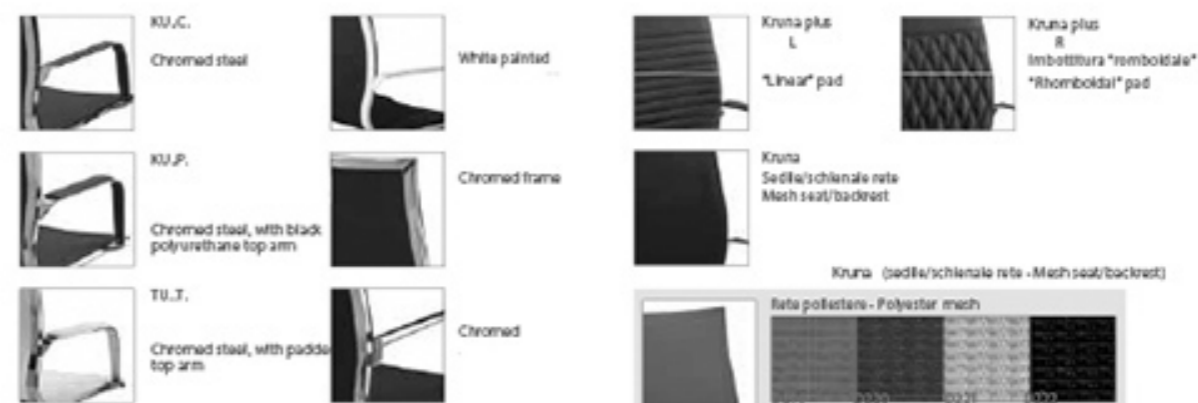 KU..C.
Chromed steel
White painted
KU..P.
Chromed steel, with black
polyurethane top arm
Chromed frame
TU..T.
Chromed steel, with padde
top arm
Chromed
Kruna plus
L
"Linear" pad
Kruna plus
R
Imbottitura "romboidale"
"Rhomboidal" pad
Kruna
Sedile/schienale rete
Mesh seat/backrest
Kruna (sedile/schienale rete - Mesh seat/backrest)
Rete poliestere - Polyester mesh